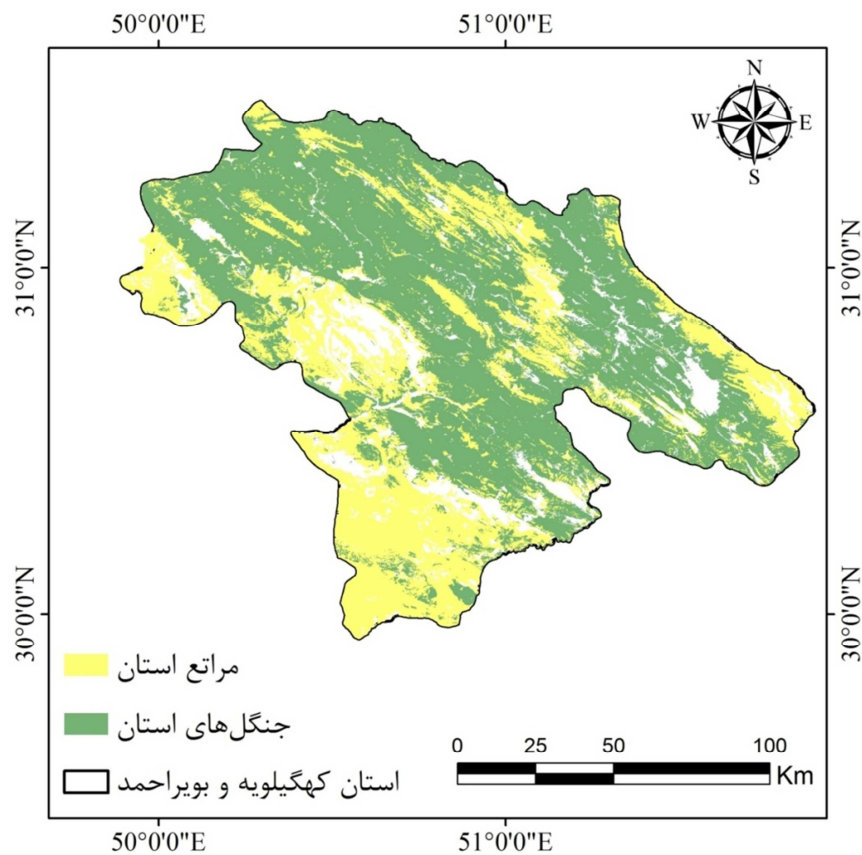 50°0'0"E 51°0'0"E
N
W E
S
31°0'0"N 31°0'0"N
30°0'0"N 30°0'0"N
مراتع استان
جنگل‌های استان
استان کهگیلویه و بویراحمد
0 25 50 100
Km
50°0'0"E 51°0'0"E